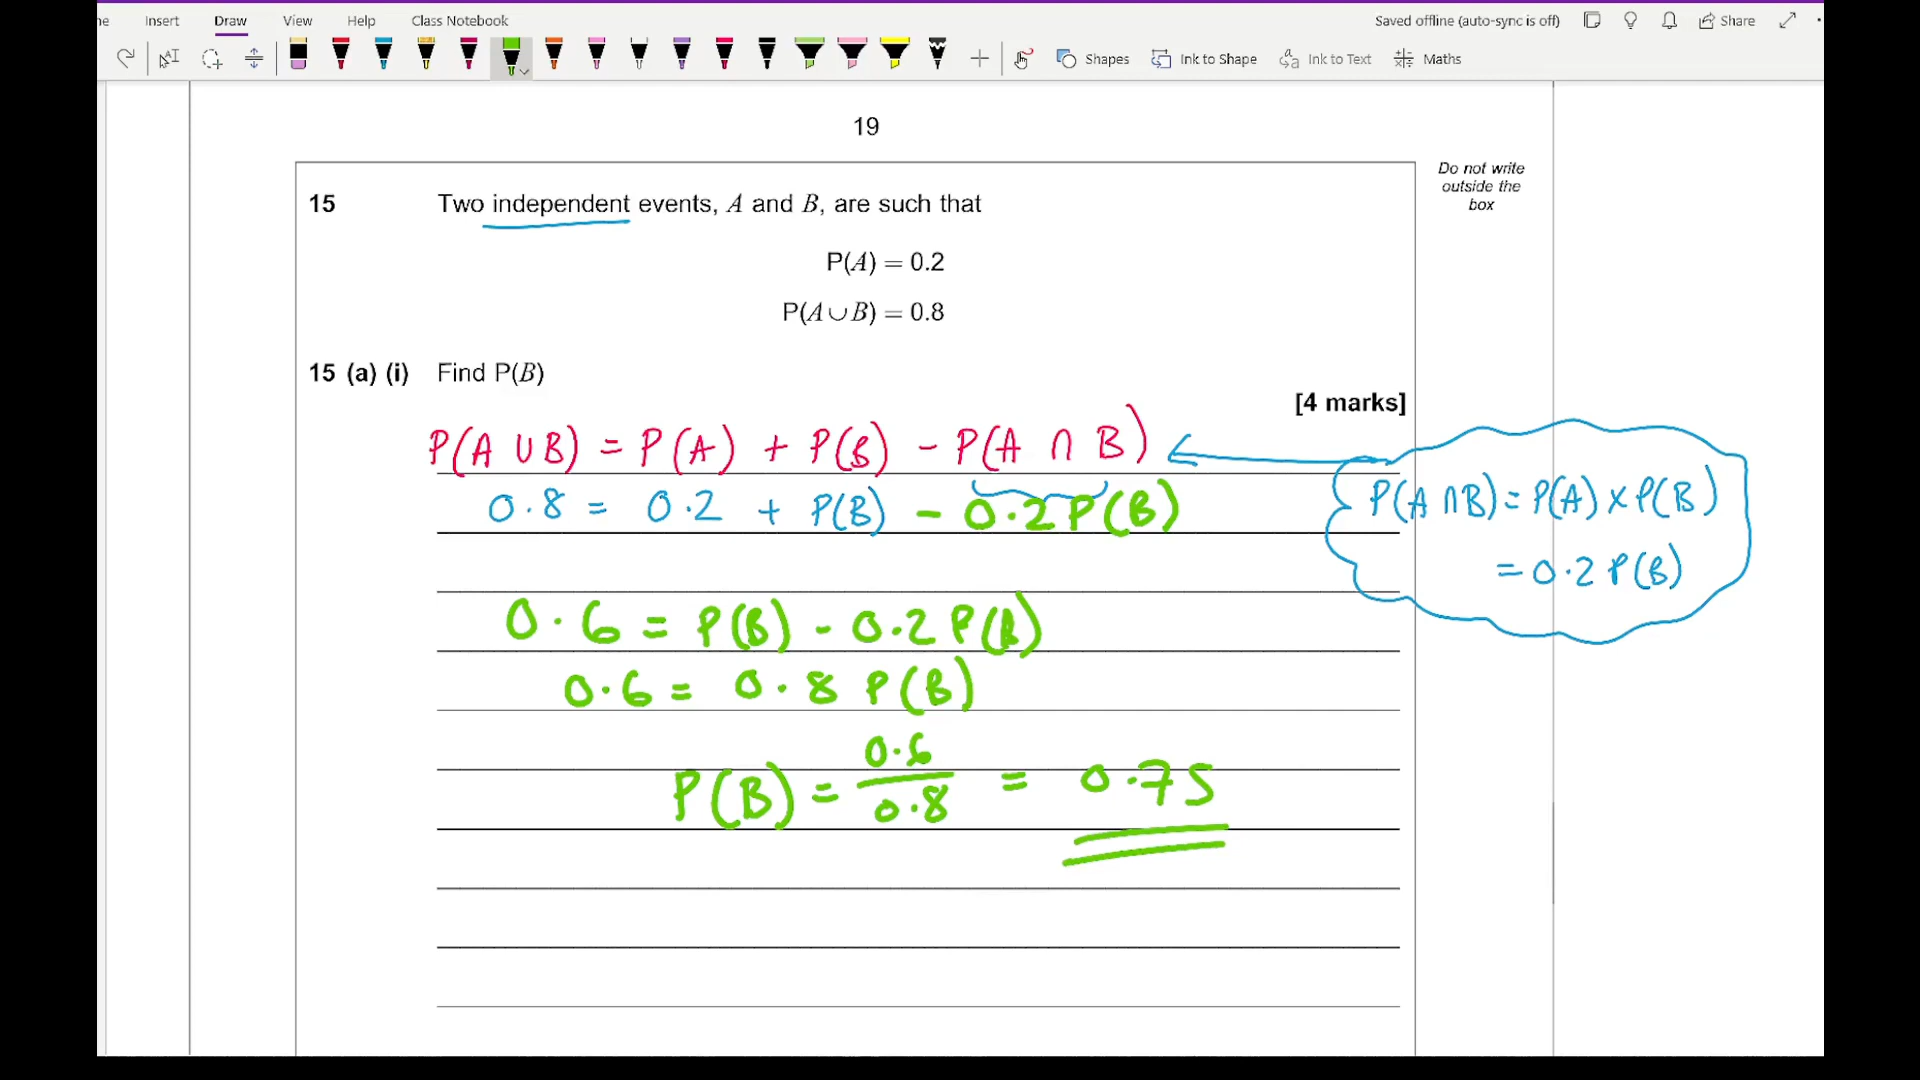 ne Insert Draw View Help Class Notebook Saved offline (auto-sync is off) Share
Shapes Ink to Shape Ink to Text Maths
19
Do not write
outside the
box
15 Two independent events, A and B, are such that
P(A) = 0.2
P(A∪B) = 0.8
15 (a) (i) Find P(B)
[4 marks]
P(A ∪ B) = P(A) + P(B) - P(A ∩ B)
0.8 = 0.2 + P(B) - 0.2 P(B)
P(A ∩ B) = P(A) × P(B)
= 0.2 P(B)
0.6 = P(B) - 0.2 P(B)
0.6 = 0.8 P(B)
P(B) = 0.6/0.8 = 0.75